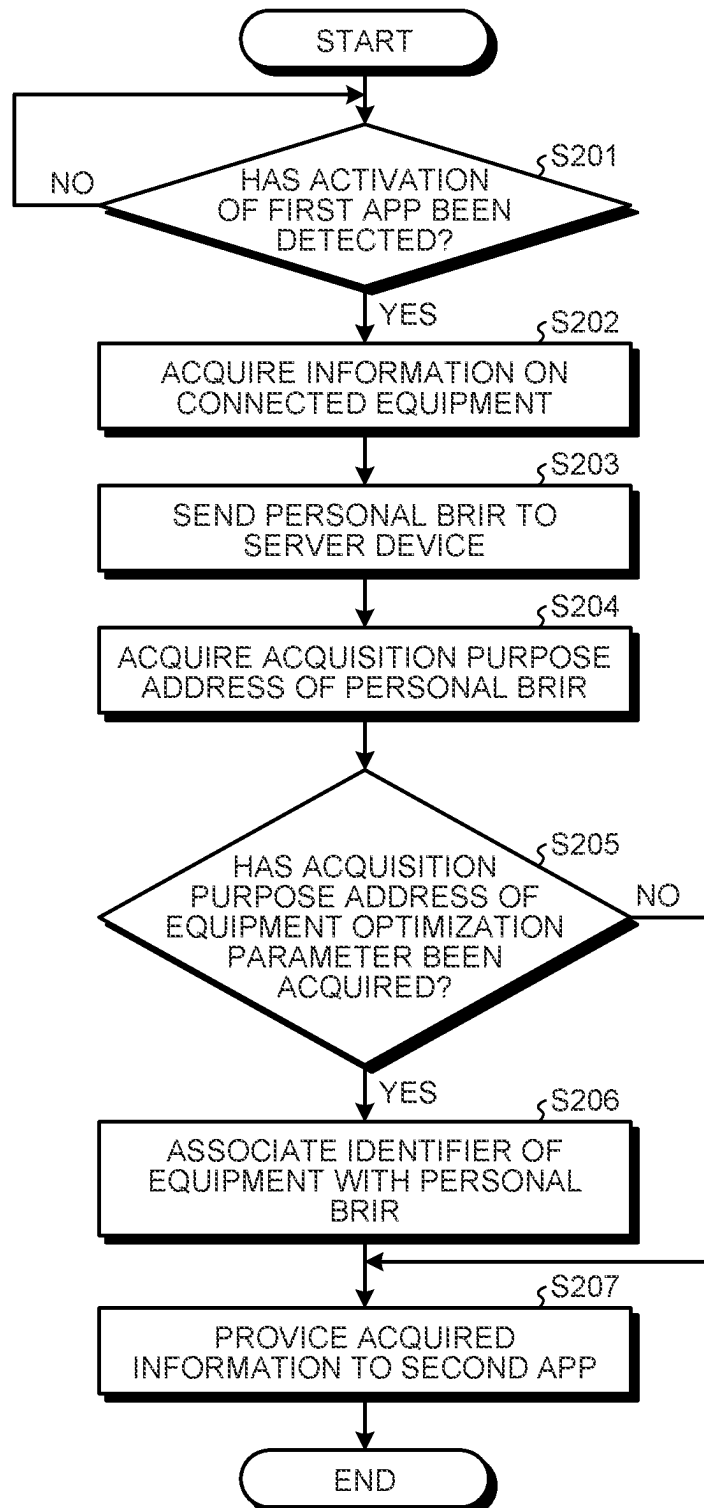 START
S201
NO
HAS ACTIVATION
OF FIRST APP BEEN
DETECTED?
YES
S202
ACQUIRE INFORMATION ON
CONNECTED EQUIPMENT
S203
SEND PERSONAL BRIR TO
SERVER DEVICE
S204
ACQUIRE ACQUISITION PURPOSE
ADDRESS OF PERSONAL BRIR
S205
HAS ACQUISITION
PURPOSE ADDRESS OF
EQUIPMENT OPTIMIZATION
PARAMETER BEEN
ACQUIRED?
NO
YES
S206
ASSOCIATE IDENTIFIER OF
EQUIPMENT WITH PERSONAL
BRIR
S207
PROVICE ACQUIRED
INFORMATION TO SECOND APP
END